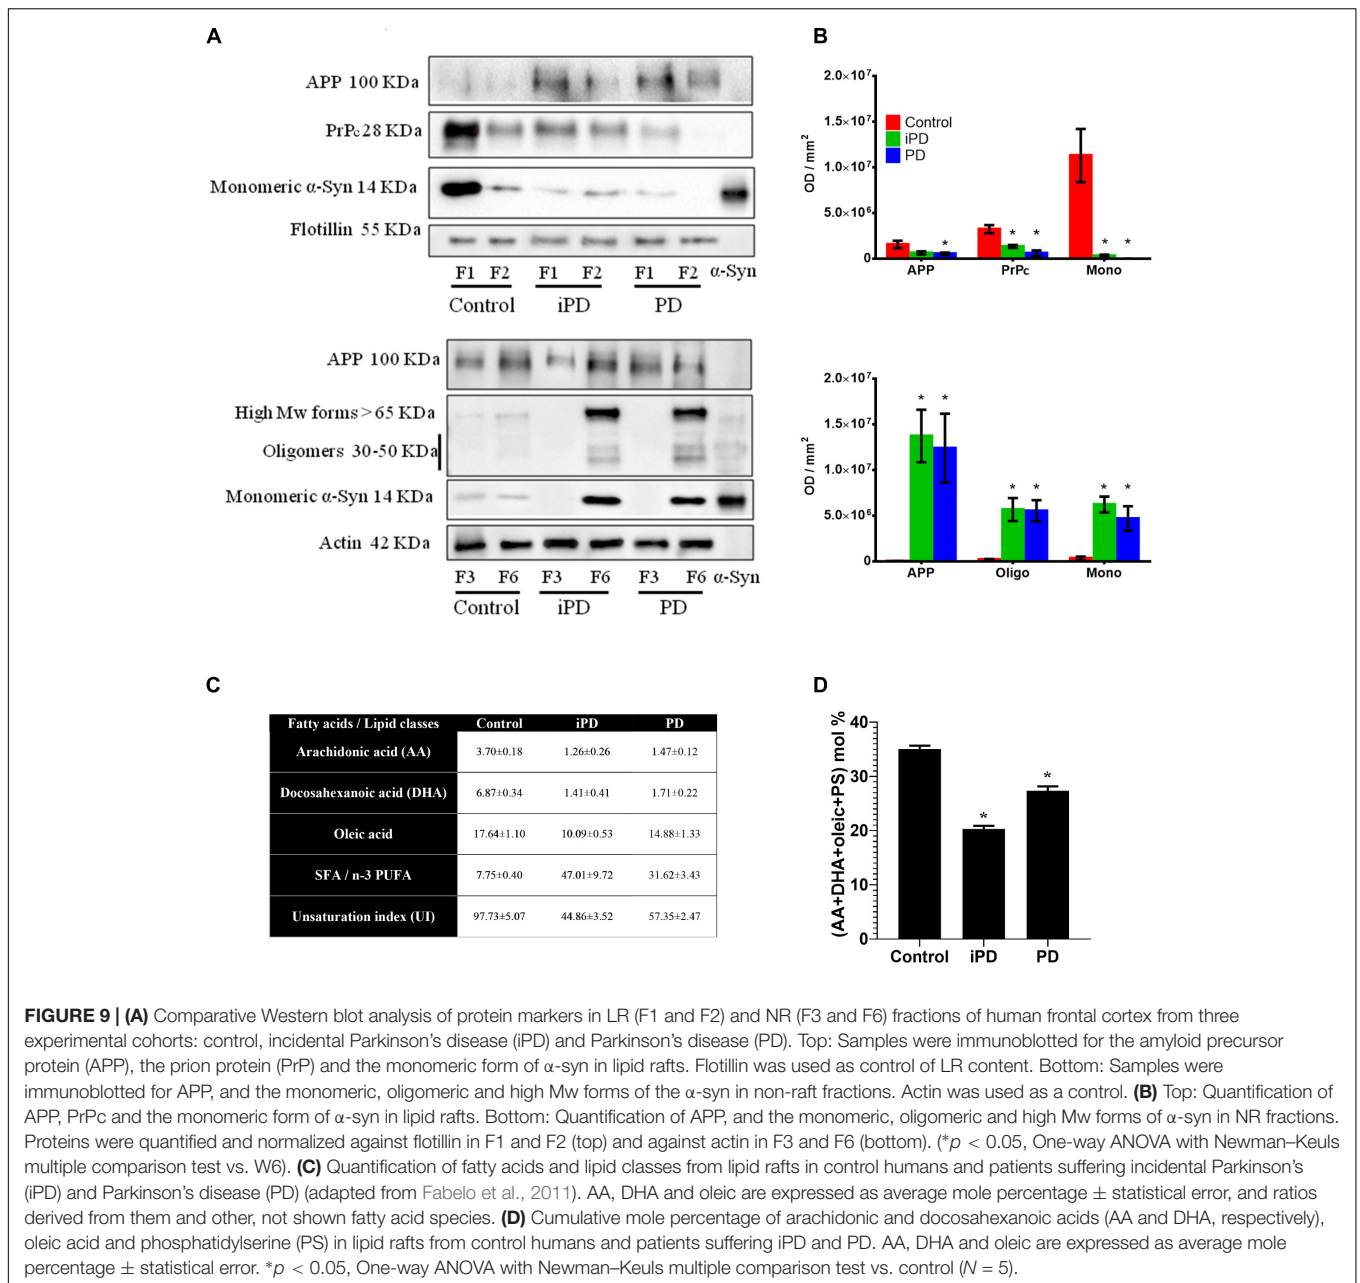 A
APP 100 KDa
PrPc28 KDa
Monomeric α-Syn 14 KDa
Flotillin 55 KDa
F1 F2 F1 F2 F1 F2 α-Syn
Control iPD PD
APP 100 KDa
High Mw forms > 65 KDa
Oligomers 30-50 KDa
Monomeric α-Syn 14 KDa
Actin 42 KDa
F3 F6 F3 F6 F3 F6 α-Syn
Control iPD PD
B
2.0×10⁷
1.5×10⁷
1.0×10⁷
5.0×10⁶
0
OD / mm²
Control
iPD
PD
* * * * *
APP PrPc Mono
2.0×10⁷
1.5×10⁷
1.0×10⁷
5.0×10⁶
0
OD / mm²
* * * * * *
APP Oligo Mono
C
Fatty acids / Lipid classes Control iPD PD
Arachidonic acid (AA) 3.70±0.18 1.26±0.26 1.47±0.12
Docosahexanoic acid (DHA) 6.87±0.34 1.41±0.41 1.71±0.22
Oleic acid 17.64±1.10 10.09±0.53 14.88±1.33
SFA / n-3 PUFA 7.75±0.40 47.01±9.72 31.62±3.43
Unsaturation index (UI) 97.73±5.07 44.86±3.52 57.35±2.47
D
(AA+DHA+oleic+PS) mol %
40
30
20
10
0
* *
Control iPD PD
FIGURE 9 | (A) Comparative Western blot analysis of protein markers in LR (F1 and F2) and NR (F3 and F6) fractions of human frontal cortex from three
experimental cohorts: control, incidental Parkinson's disease (iPD) and Parkinson's disease (PD). Top: Samples were immunoblotted for the amyloid precursor
protein (APP), the prion protein (PrP) and the monomeric form of α-syn in lipid rafts. Flotillin was used as control of LR content. Bottom: Samples were
immunoblotted for APP, and the monomeric, oligomeric and high Mw forms of the α-syn in non-raft fractions. Actin was used as a control. (B) Top: Quantification of
APP, PrPc and the monomeric form of α-syn in lipid rafts. Bottom: Quantification of APP, and the monomeric, oligomeric and high Mw forms of α-syn in NR fractions.
Proteins were quantified and normalized against flotillin in F1 and F2 (top) and against actin in F3 and F6 (bottom). (*p < 0.05, One-way ANOVA with Newman–Keuls
multiple comparison test vs. W6). (C) Quantification of fatty acids and lipid classes from lipid rafts in control humans and patients suffering incidental Parkinson's
(iPD) and Parkinson's disease (PD) (adapted from Fabelo et al., 2011). AA, DHA and oleic are expressed as average mole percentage ± statistical error, and ratios
derived from them and other, not shown fatty acid species. (D) Cumulative mole percentage of arachidonic and docosahexanoic acids (AA and DHA, respectively),
oleic acid and phosphatidylserine (PS) in lipid rafts from control humans and patients suffering iPD and PD. AA, DHA and oleic are expressed as average mole
percentage ± statistical error. *p < 0.05, One-way ANOVA with Newman–Keuls multiple comparison test vs. control (N = 5).